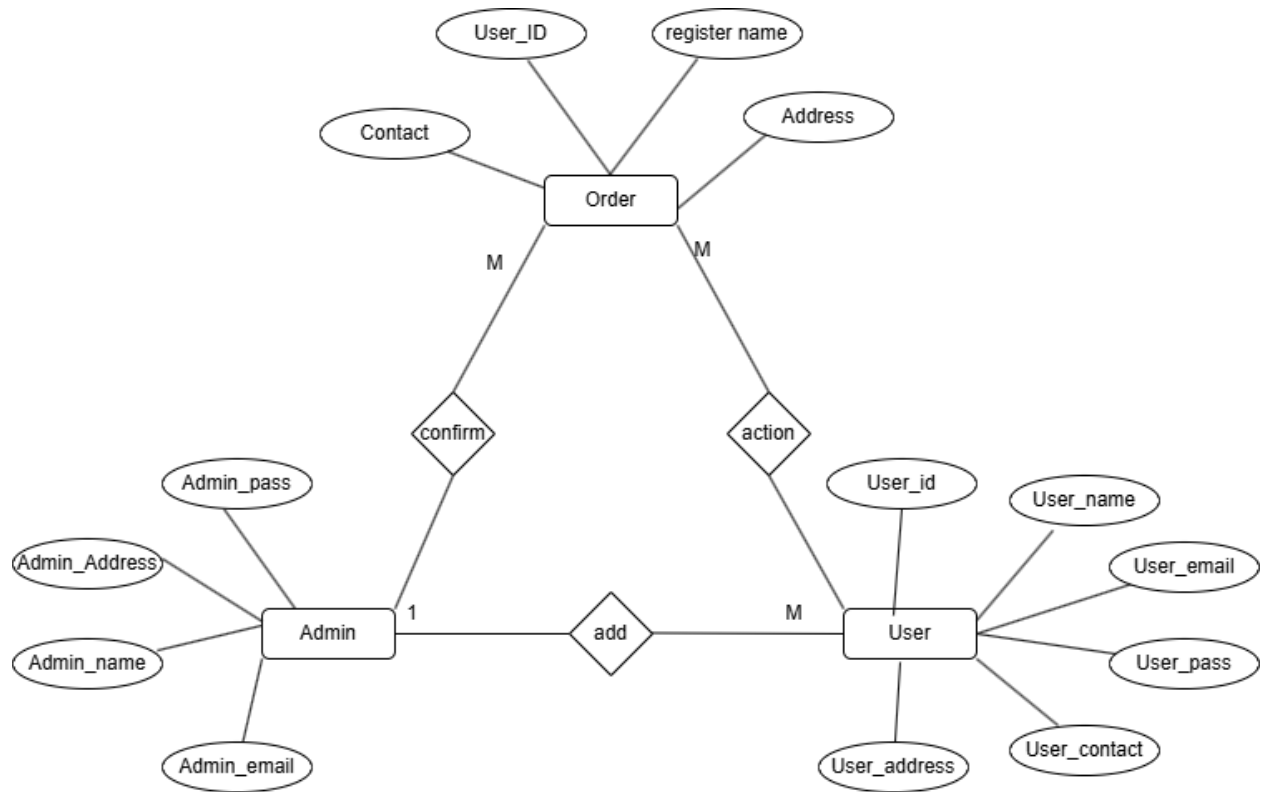 User_ID
register name
Contact
Address
Order
M
M
confirm
action
Admin_pass
User_id
User_name
Admin_Address
User_email
1
M
Admin
add
User
Admin_name
User_pass
Admin_email
User_address
User_contact